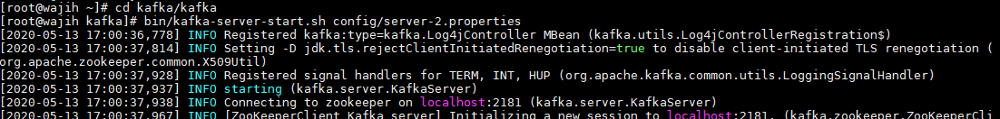 [root@wajih ~]# cd kafka/kafka
[root@wajih kafka]# bin/kafka-server-start.sh config/server-2.properties
[2020-05-13 17:00:36,778] INFO Registered kafka:type=kafka.Log4jController MBean (kafka.utils.Log4jControllerRegistration$)
[2020-05-13 17:00:37,814] INFO Setting -D jdk.tls.rejectClientInitiatedRenegotiation=true to disable client-initiated TLS renegotiation (
org.apache.zookeeper.common.X509Util)
[2020-05-13 17:00:37,928] INFO Registered signal handlers for TERM, INT, HUP (org.apache.kafka.common.utils.LoggingSignalHandler)
[2020-05-13 17:00:37,937] INFO starting (kafka.server.KafkaServer)
[2020-05-13 17:00:37,938] INFO Connecting to zookeeper on localhost:2181 (kafka.server.KafkaServer)
[2020-05-13 17:00:37,967] INFO [ZooKeeperClient Kafka server] Initializing a new session to localhost:2181. (kafka.zookeeper.ZooKeeperCli